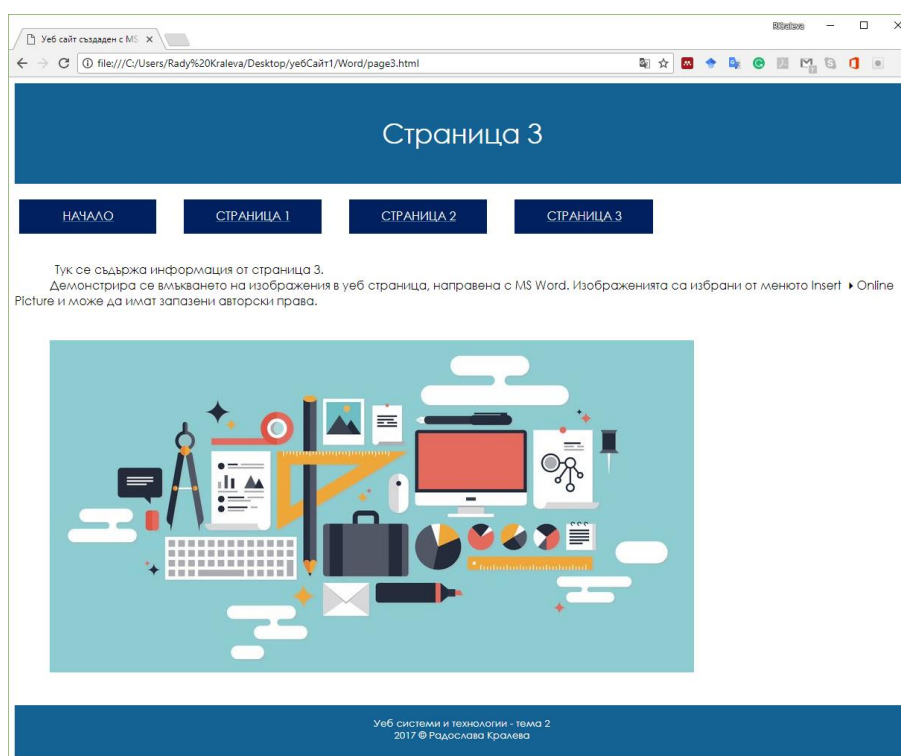 RKraleva
Уеб сайт създаден с MS
file:///C:/Users/Rady%20Kraleva/Desktop/уебСайт1/Word/page3.html
Страница 3
НАЧАЛО СТРАНИЦА 1 СТРАНИЦА 2 СТРАНИЦА 3
Тук се съдържа информация от страница 3.
Демонстрира се вмъкването на изображения в уеб страница, направена с MS Word. Изображенията са избрани от менюто Insert ▸ Online
Picture и може да имат запазени авторски права.
Уеб системи и технологии - тема 2
2017 © Радослава Кралева